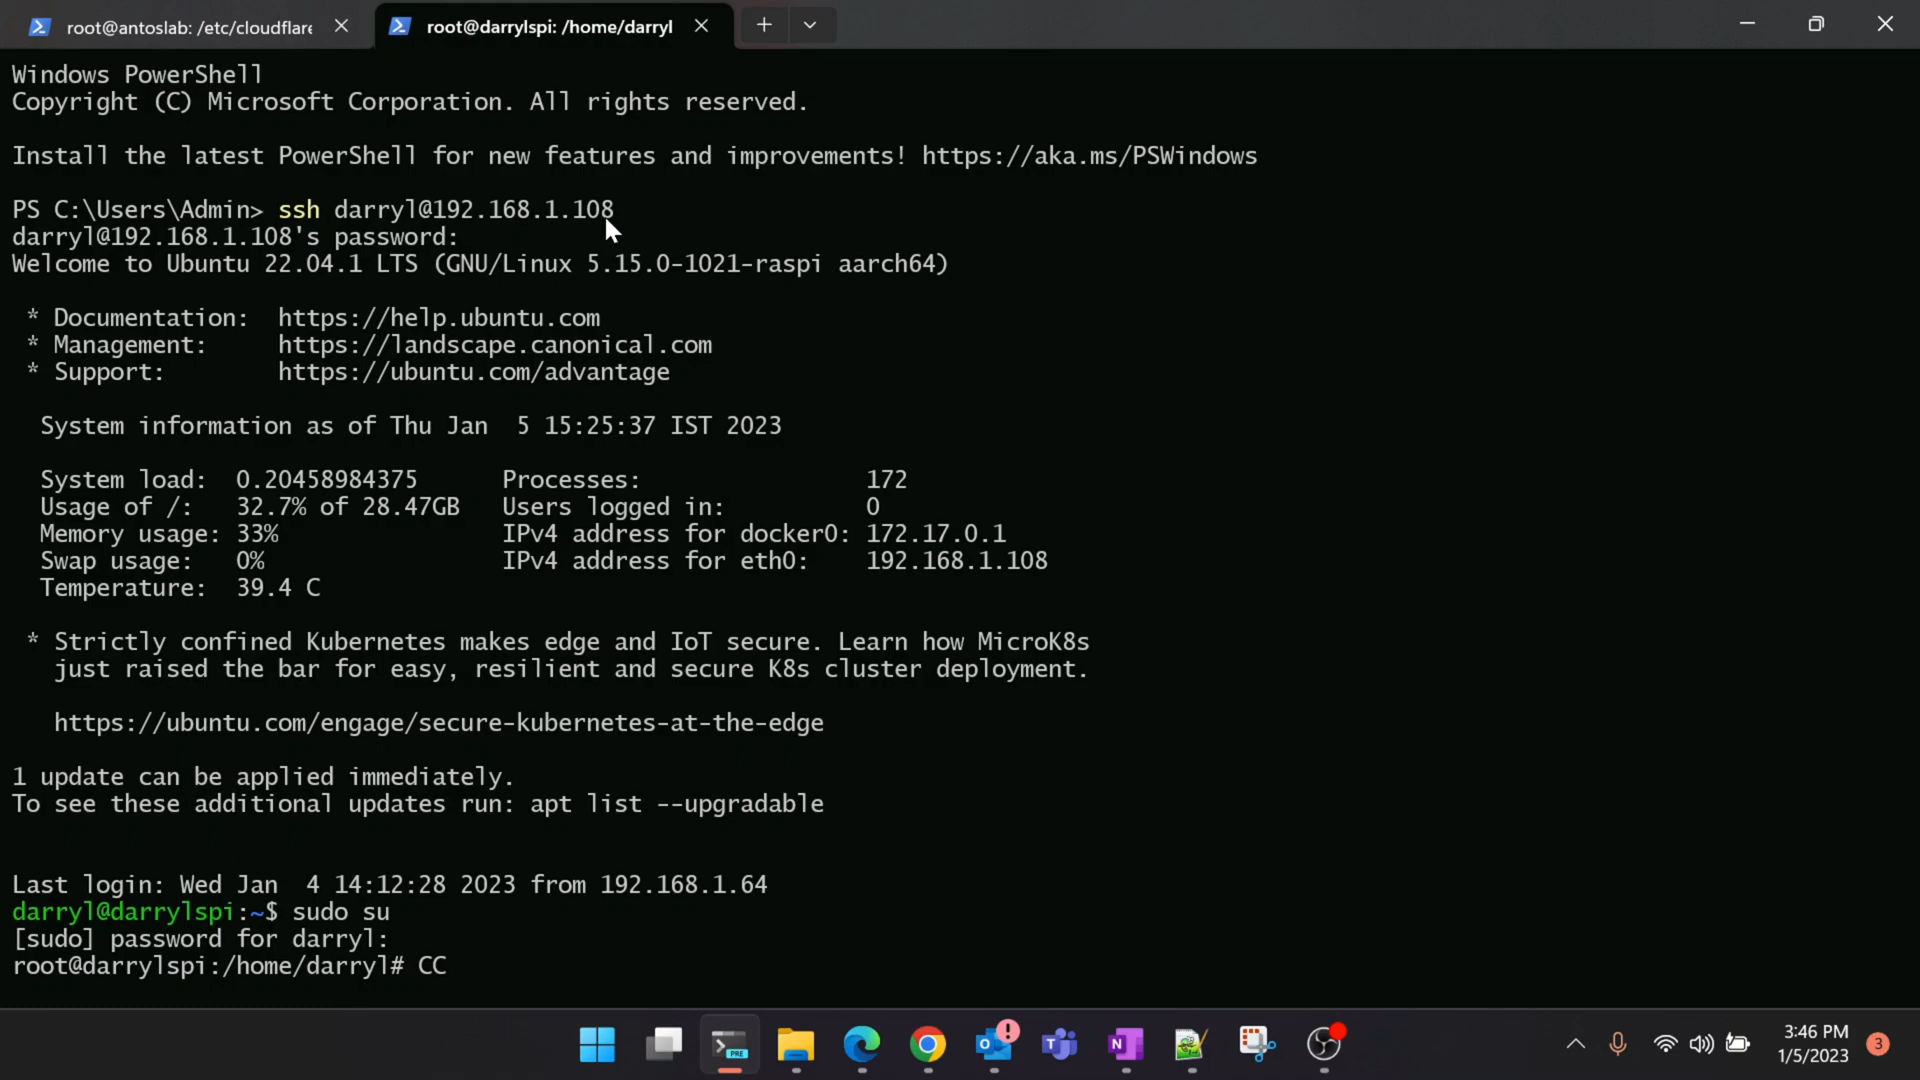 root@antoslab: /etc/cloudflare
root@darrylspi: /home/darryl
Windows PowerShell
Copyright (C) Microsoft Corporation. All rights reserved.
Install the latest PowerShell for new features and improvements! https://aka.ms/PSWindows
PS C:\Users\Admin> ssh darryl@192.168.1.108
darryl@192.168.1.108's password:
Welcome to Ubuntu 22.04.1 LTS (GNU/Linux 5.15.0-1021-raspi aarch64)
* Documentation:  https://help.ubuntu.com
* Management:     https://landscape.canonical.com
* Support:        https://ubuntu.com/advantage
System information as of Thu Jan  5 15:25:37 IST 2023
System load:  0.20458984375      Processes:                172
Usage of /:   32.7% of 28.47GB   Users logged in:          0
Memory usage: 33%                IPv4 address for docker0: 172.17.0.1
Swap usage:   0%                 IPv4 address for eth0:    192.168.1.108
Temperature:  39.4 C
* Strictly confined Kubernetes makes edge and IoT secure. Learn how MicroK8s
just raised the bar for easy, resilient and secure K8s cluster deployment.
https://ubuntu.com/engage/secure-kubernetes-at-the-edge
1 update can be applied immediately.
To see these additional updates run: apt list --upgradable
Last login: Wed Jan  4 14:12:28 2023 from 192.168.1.64
darryl@darrylspi:~$ sudo su
[sudo] password for darryl:
root@darrylspi:/home/darryl# CC
PRE
3:46 PM
1/5/2023
3